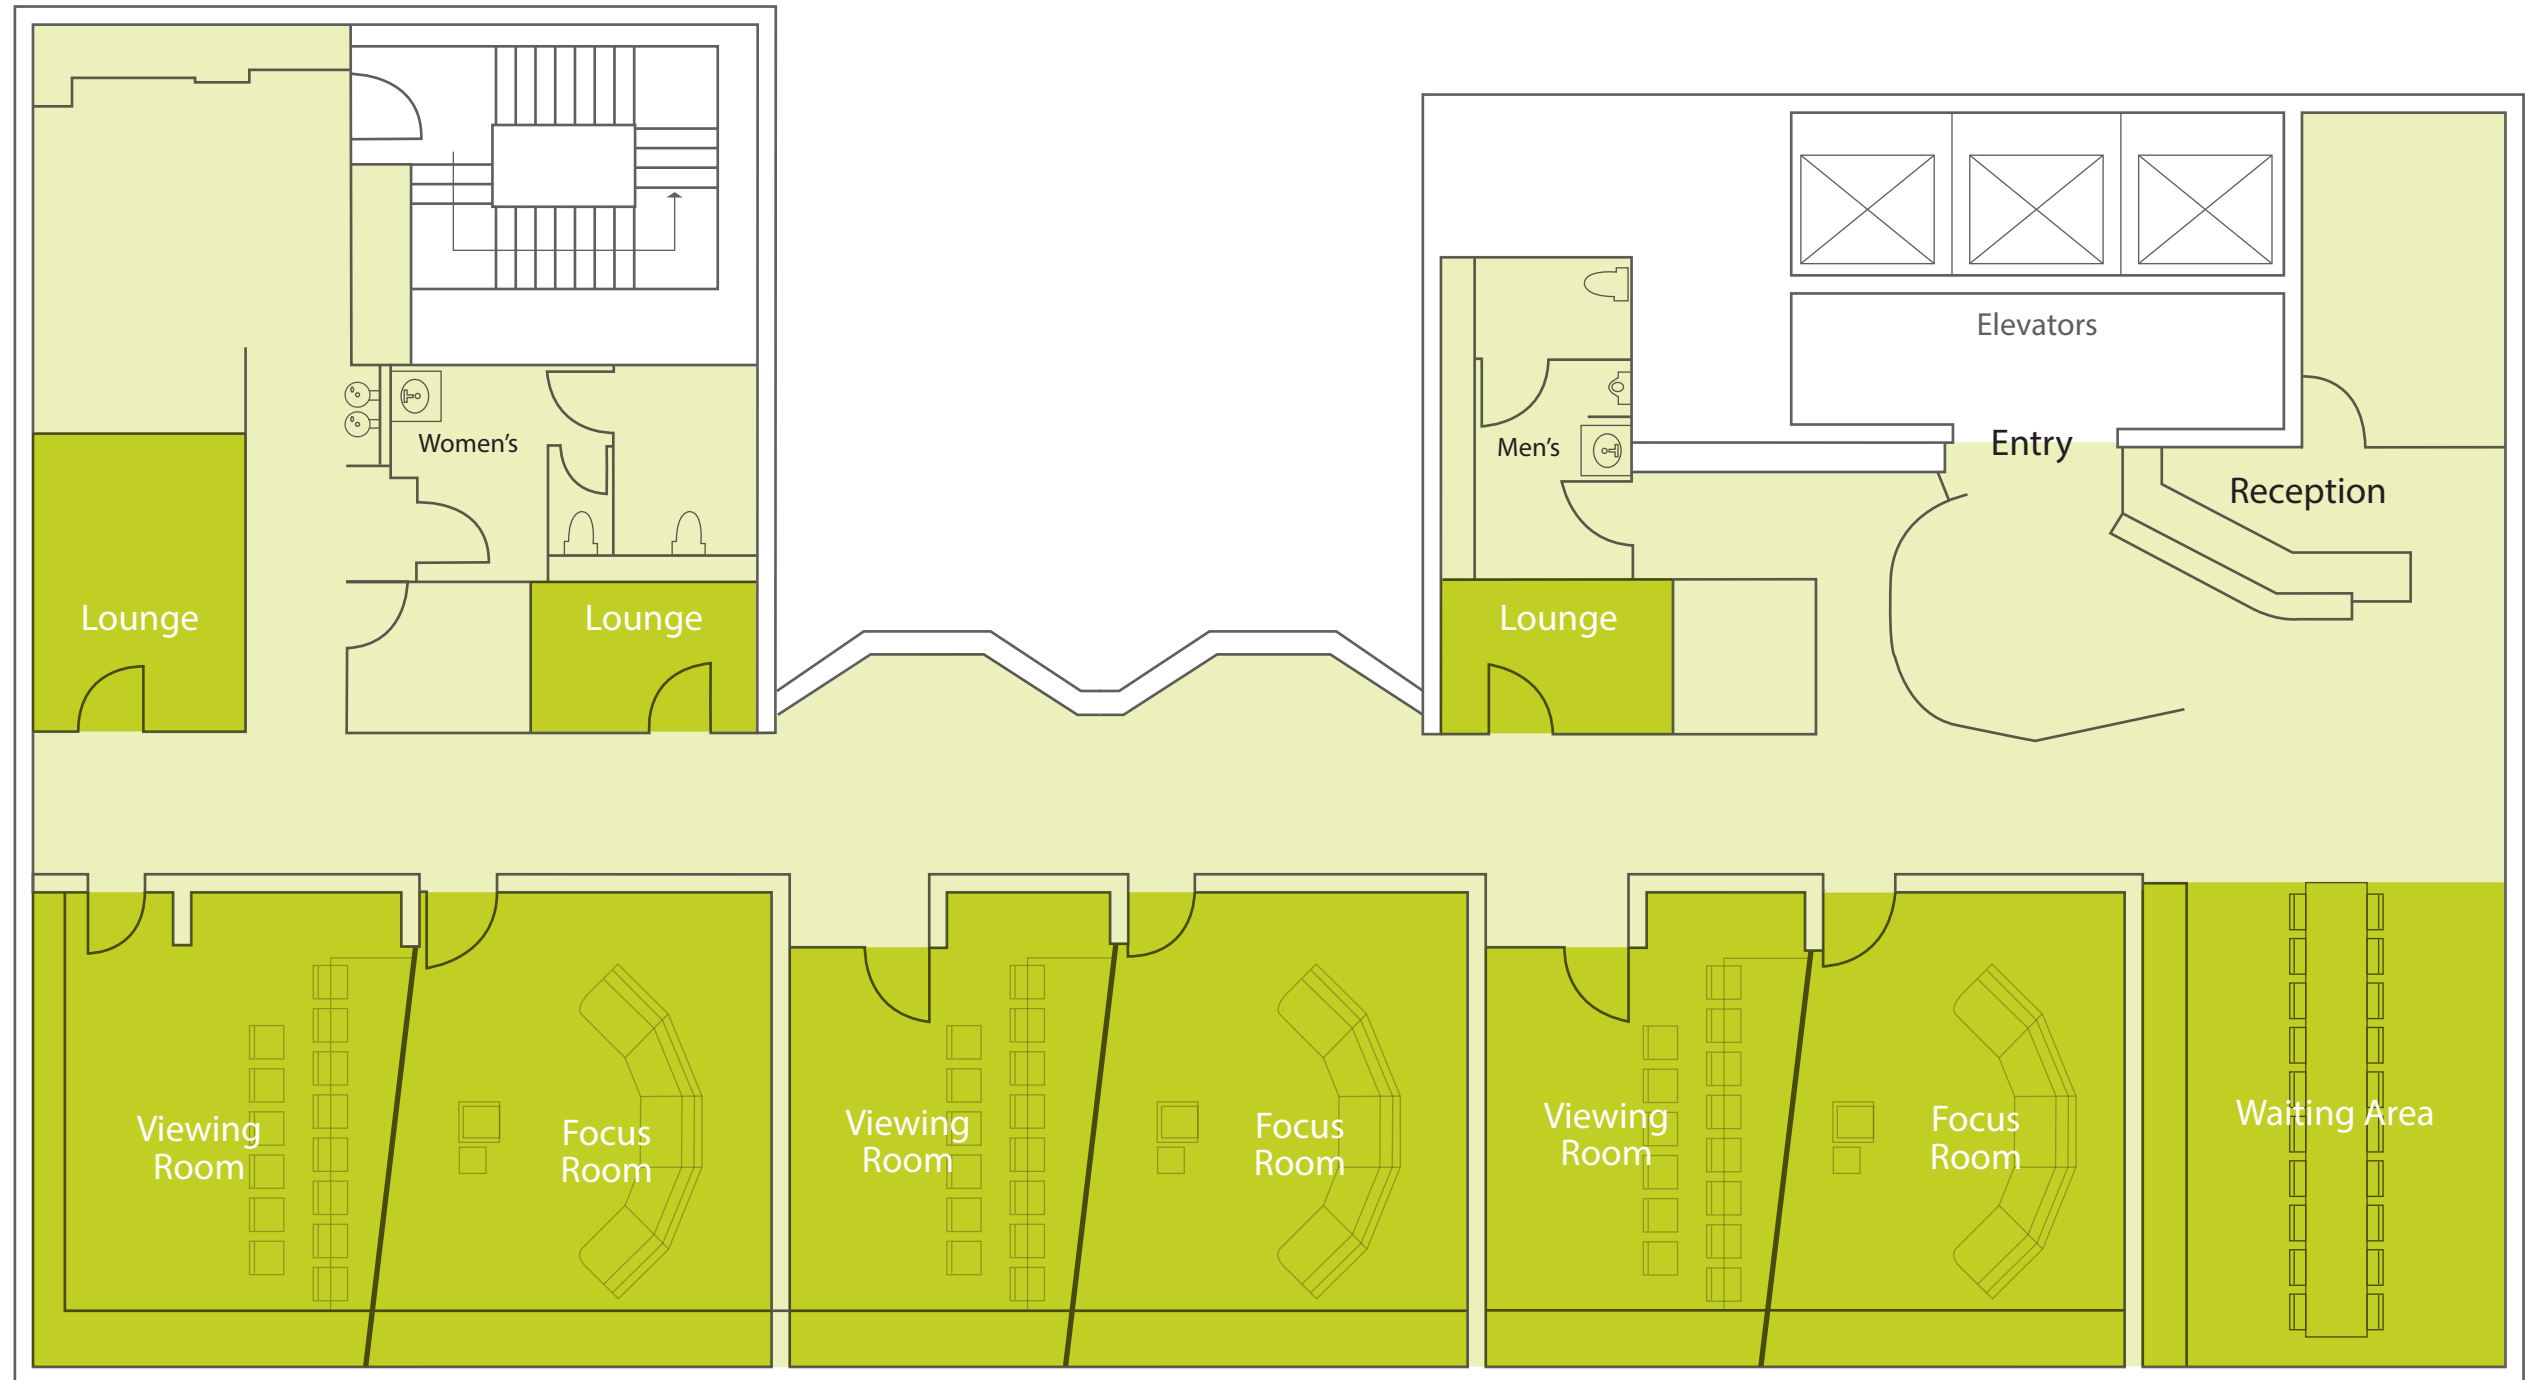 Elevators
Women's
Men's
Entry
Reception
Lounge
Lounge
Lounge
Viewing
Room
Focus
Room
Viewing
Room
Focus
Room
Viewing
Room
Focus
Room
Waiting Area